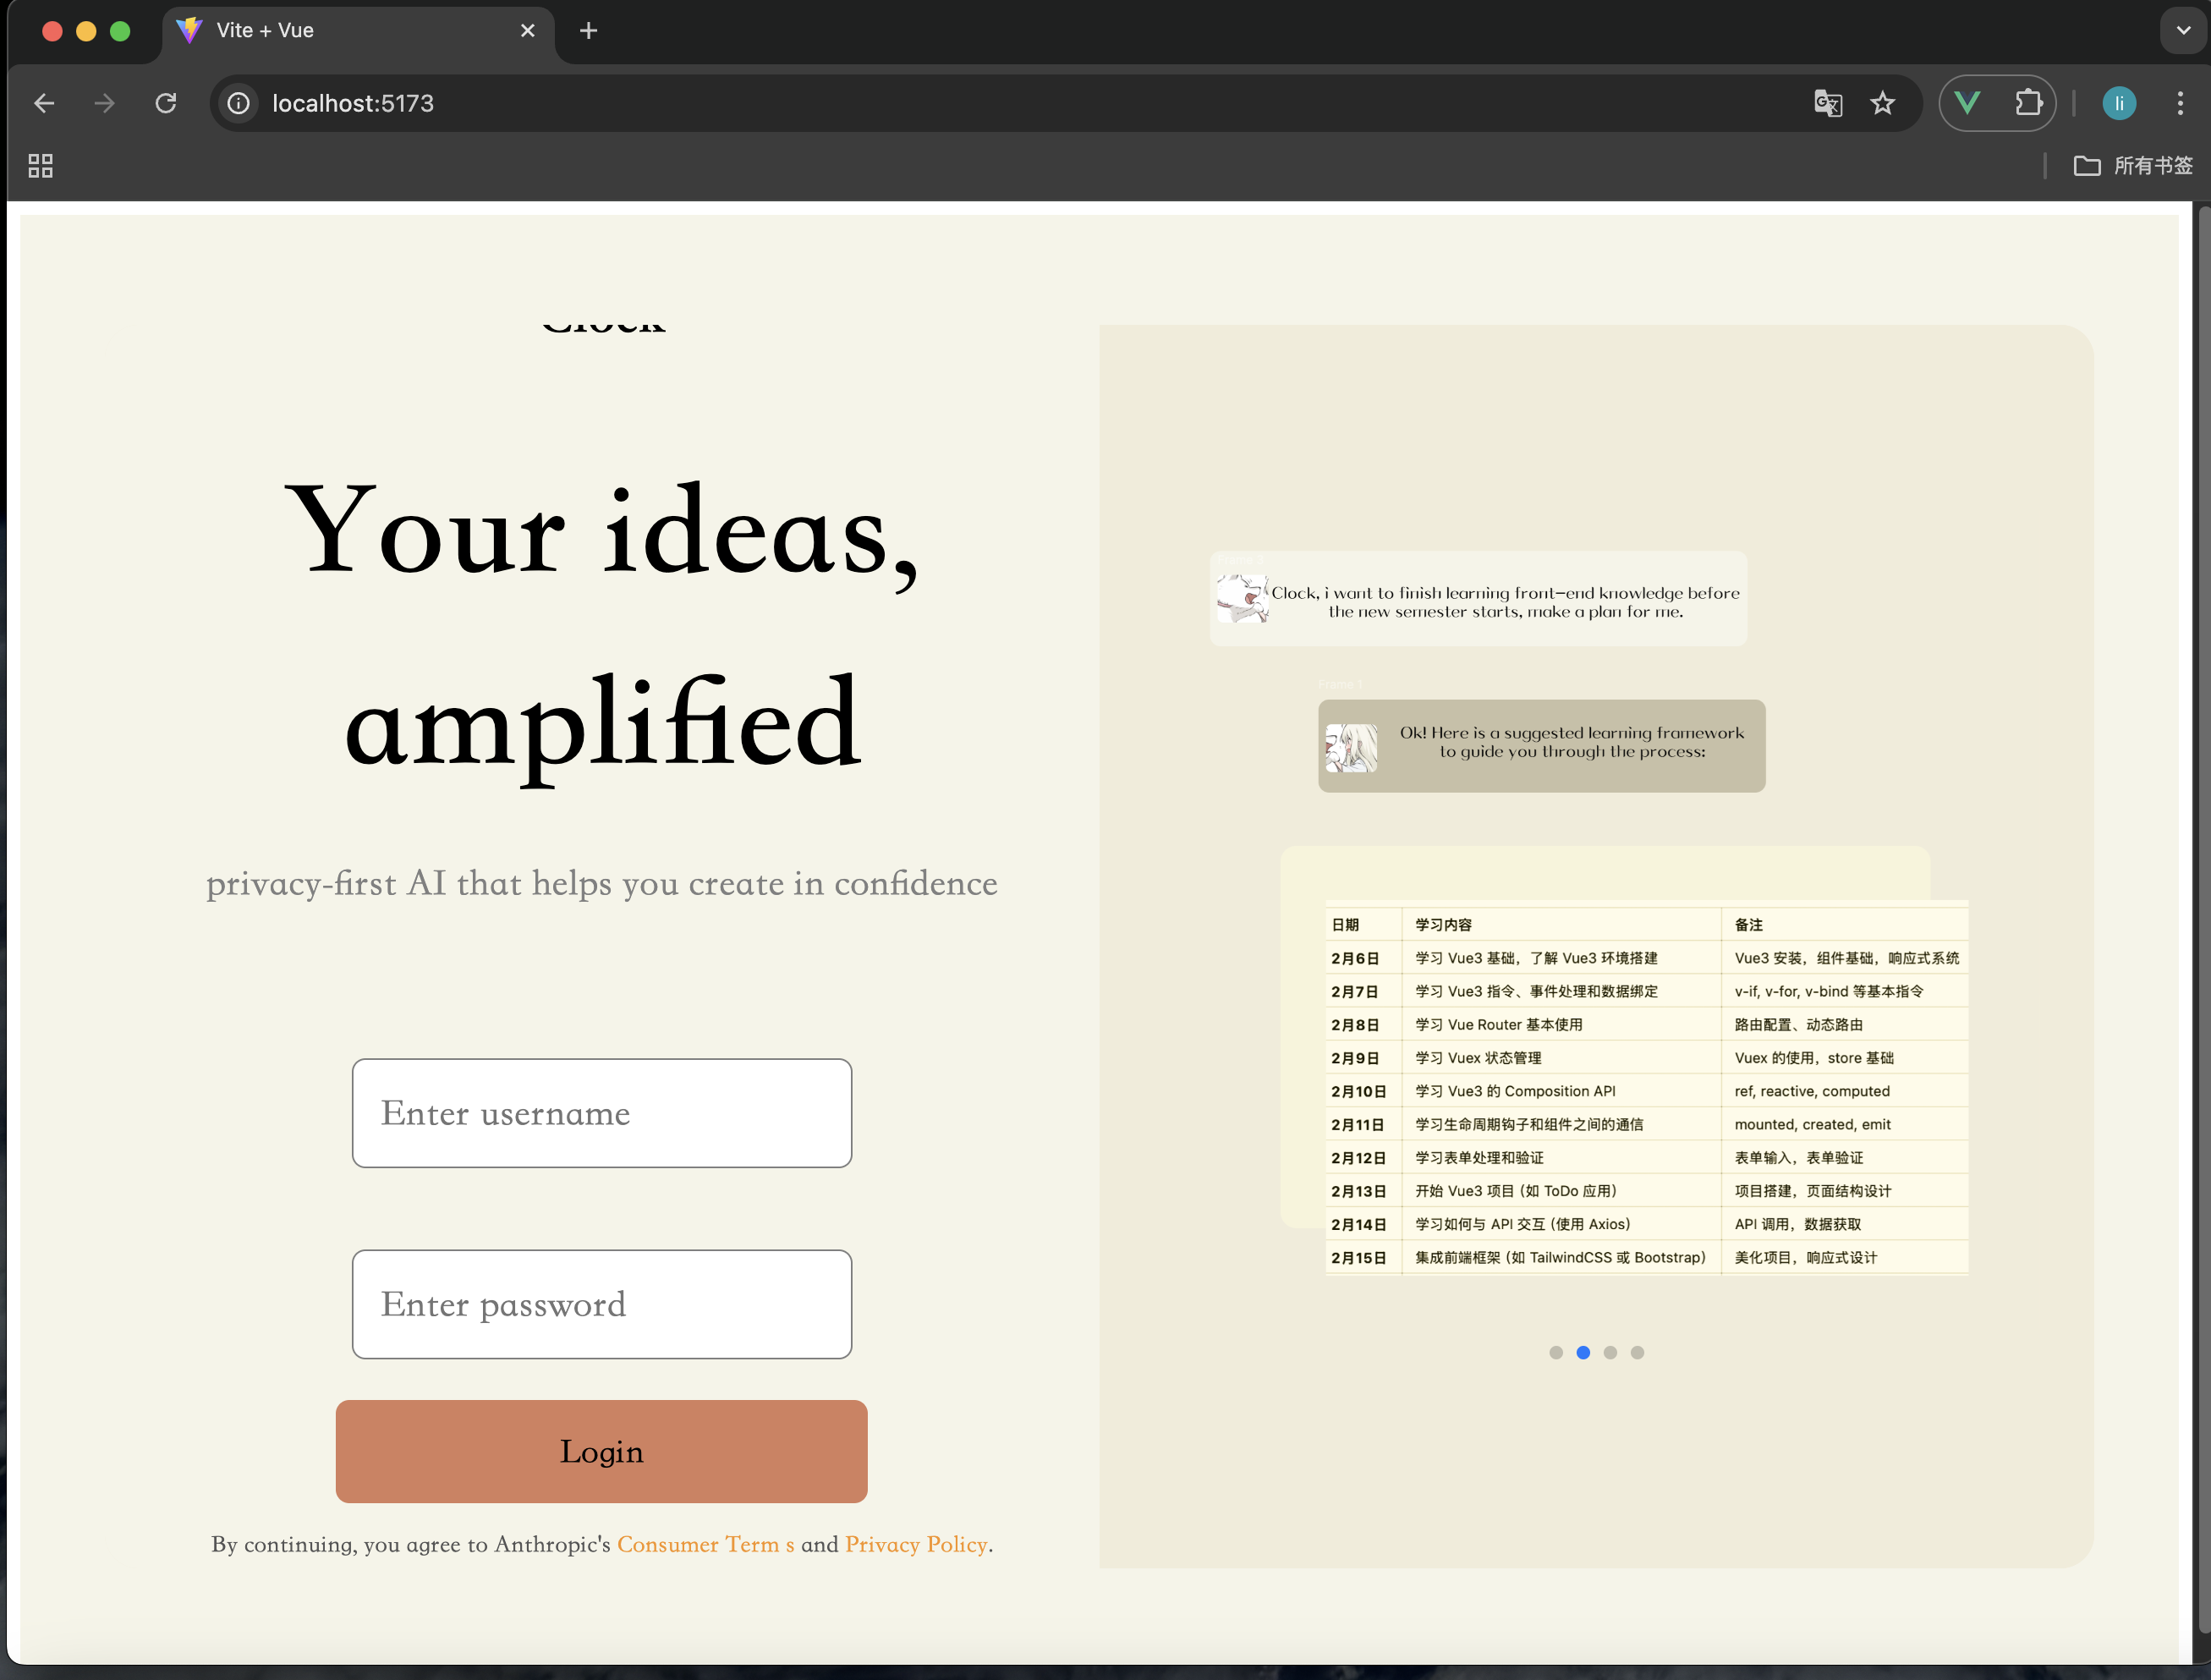 Vite + Vue
localhost:5173
li
所有书签
Clock
Your ideas,
amplified
privacy-first AI that helps you create in confidence
Enter username
Enter password
Login
By continuing, you agree to Anthropic's Consumer Term s and Privacy Policy.
Clock, i want to finish learning front-end knowledge before
the new semester starts, make a plan for me.
Frame 1
Ok! Here is a suggested learning framework
to guide you through the process:
日期 学习内容 备注
2月6日 学习 Vue3 基础，了解 Vue3 环境搭建 Vue3 安装，组件基础，响应式系统
2月7日 学习 Vue3 指令、事件处理和数据绑定 v-if, v-for, v-bind 等基本指令
2月8日 学习 Vue Router 基本使用 路由配置、动态路由
2月9日 学习 Vuex 状态管理 Vuex 的使用，store 基础
2月10日 学习 Vue3 的 Composition API ref, reactive, computed
2月11日 学习生命周期钩子和组件之间的通信 mounted, created, emit
2月12日 学习表单处理和验证 表单输入，表单验证
2月13日 开始 Vue3 项目 (如 ToDo 应用) 项目搭建，页面结构设计
2月14日 学习如何与 API 交互 (使用 Axios) API 调用，数据获取
2月15日 集成前端框架 (如 TailwindCSS 或 Bootstrap) 美化项目，响应式设计